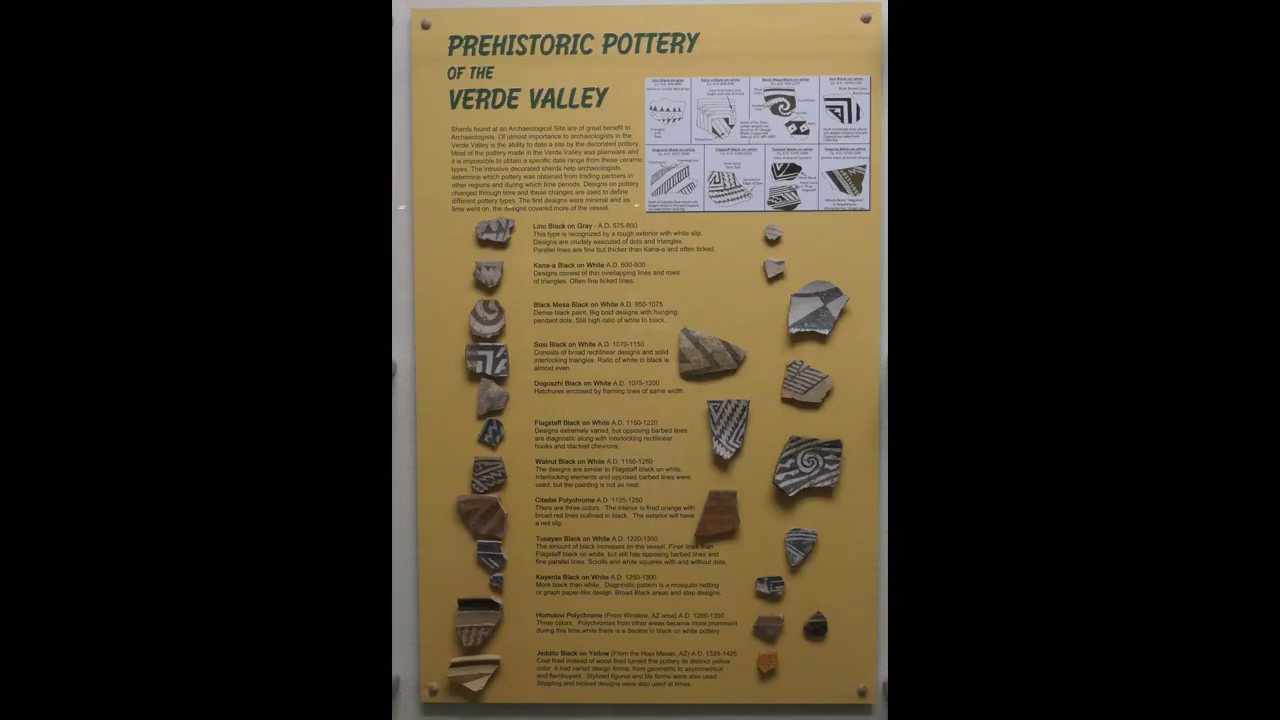 PREHISTORIC POTTERY
OF THE
VERDE VALLEY
Sherds found at an Archaeological Site are of great benefit to
Archaeologists. Of utmost importance to archaeologists in the
Verde Valley is the ability to date a site by the decorated pottery.
Most of the pottery made in the Verde Valley was plainware and
it is impossible to obtain a specific date range from these ceramic
types. The intrusive decorated sherds help archaeologists
determine which pottery was obtained from trading partners in
other regions and during which time periods. Designs on pottery
changed through time and these changes are used to define
different pottery types. The first designs were minimal and as
time went on, the designs covered more of the vessel.
Lino Black on Gray - A.D. 575-800
This type is recognized by a rough exterior with white slip.
Designs are crudely executed of dots and triangles.
Parallel lines are fine but thicker than Kana-a and often ticked.
Kana-a Black on White A.D. 600-800
Designs consist of thin overlapping lines and rows
of triangles. Often fine ticked lines.
Black Mesa Black on White A.D. 950-1075
Dense black paint. Big bold designs with hanging
pendant dots. Still high ratio of white to black.
Sosi Black on White A.D. 1070-1150
Consists of broad rectilinear designs and solid
interlocking triangles. Ratio of white to black is
almost even.
Dogoszhi Black on White A.D. 1075-1200
Hatchures enclosed by framing lines of same width.
Flagstaff Black on White A.D. 1150-1220
Designs extremely varied, but opposing barbed lines
are diagnostic along with interlocking rectilinear
hooks and stacked chevrons.
Walnut Black on White A.D. 1150-1250
The designs are similar to Flagstaff black on white.
Interlocking elements and opposed barbed lines were
used, but the painting is not as neat.
Citadel Polychrome A.D. 1125-1250
There are three colors. The interior is fired orange with
broad red lines outlined in black. The exterior will have
a red slip.
Tusayan Black on White A.D. 1220-1300
The amount of black increases on the vessel. Finer lines than
Flagstaff black on white, but still has opposing barbed lines and
fine parallel lines. Scrolls and white squares with and without dots.
Kayenta Black on White A.D. 1250-1300
More black than white. Diagnostic pattern is a mosquito netting
or graph paper-like design. Broad Black areas and step designs.
Homolovi Polychrome (From Winslow, AZ area) A.D. 1280-1350
Three colors. Polychromes from other areas became more prominent
during this time,while there is a decline in black on white pottery.
Jeddito Black on Yellow (From the Hopi Mesas, AZ) A.D. 1325-1425
Coal fired instead of wood fired turned this pottery its distinct yellow
color. It had varied design forms, from geometric to asymmetrical
and flamboyant. Stylized figures and life forms were also used.
Stippling and incised designs were also used at times.